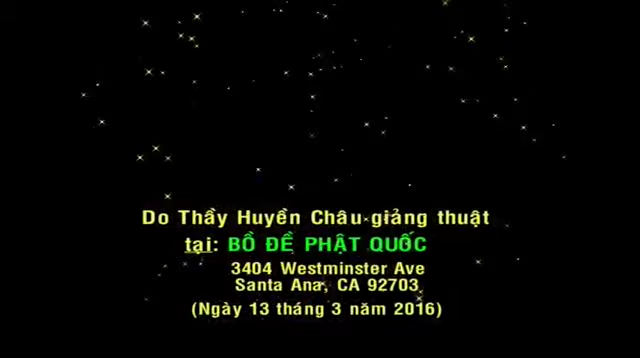 Do Thầy Huyền Châu giảng thuật
tại: BỒ ĐỀ PHẬT QUỐC
3404 Westminster Ave
Santa Ana, CA 92703
(Ngày 13 tháng 3 năm 2016)